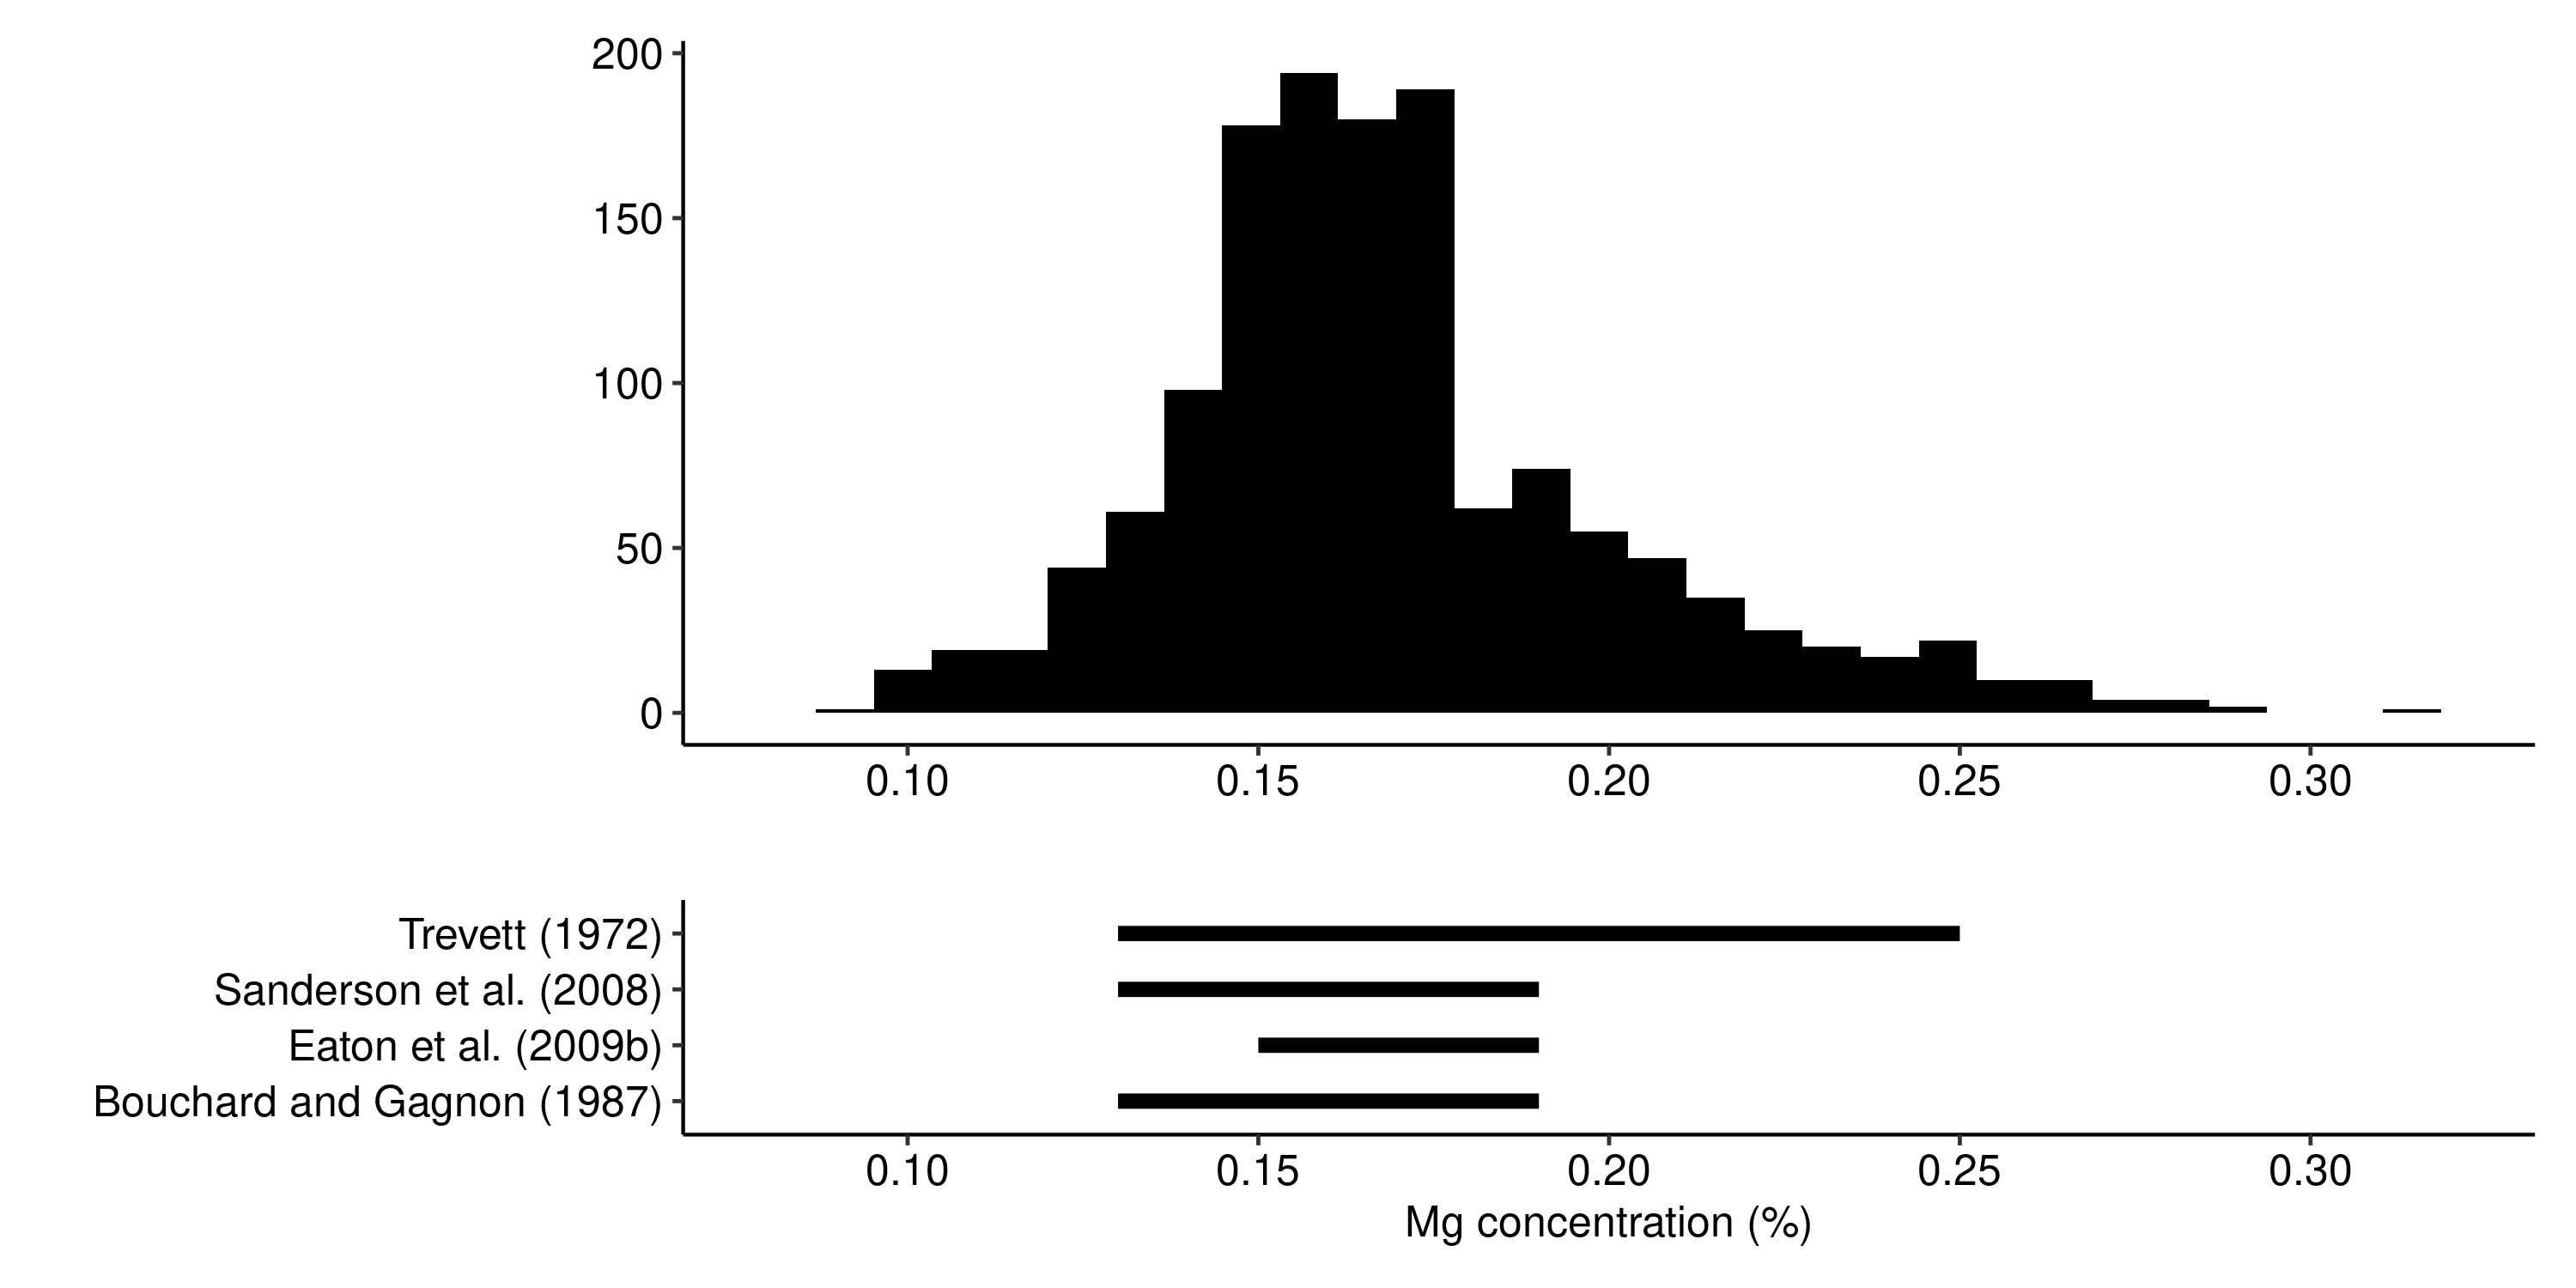 200
150
100
50
0
0.10 0.15 0.20 0.25 0.30
Trevett (1972)
Sanderson et al. (2008)
Eaton et al. (2009b)
Bouchard and Gagnon (1987)
0.10 0.15 0.20 0.25 0.30
Mg concentration (%)